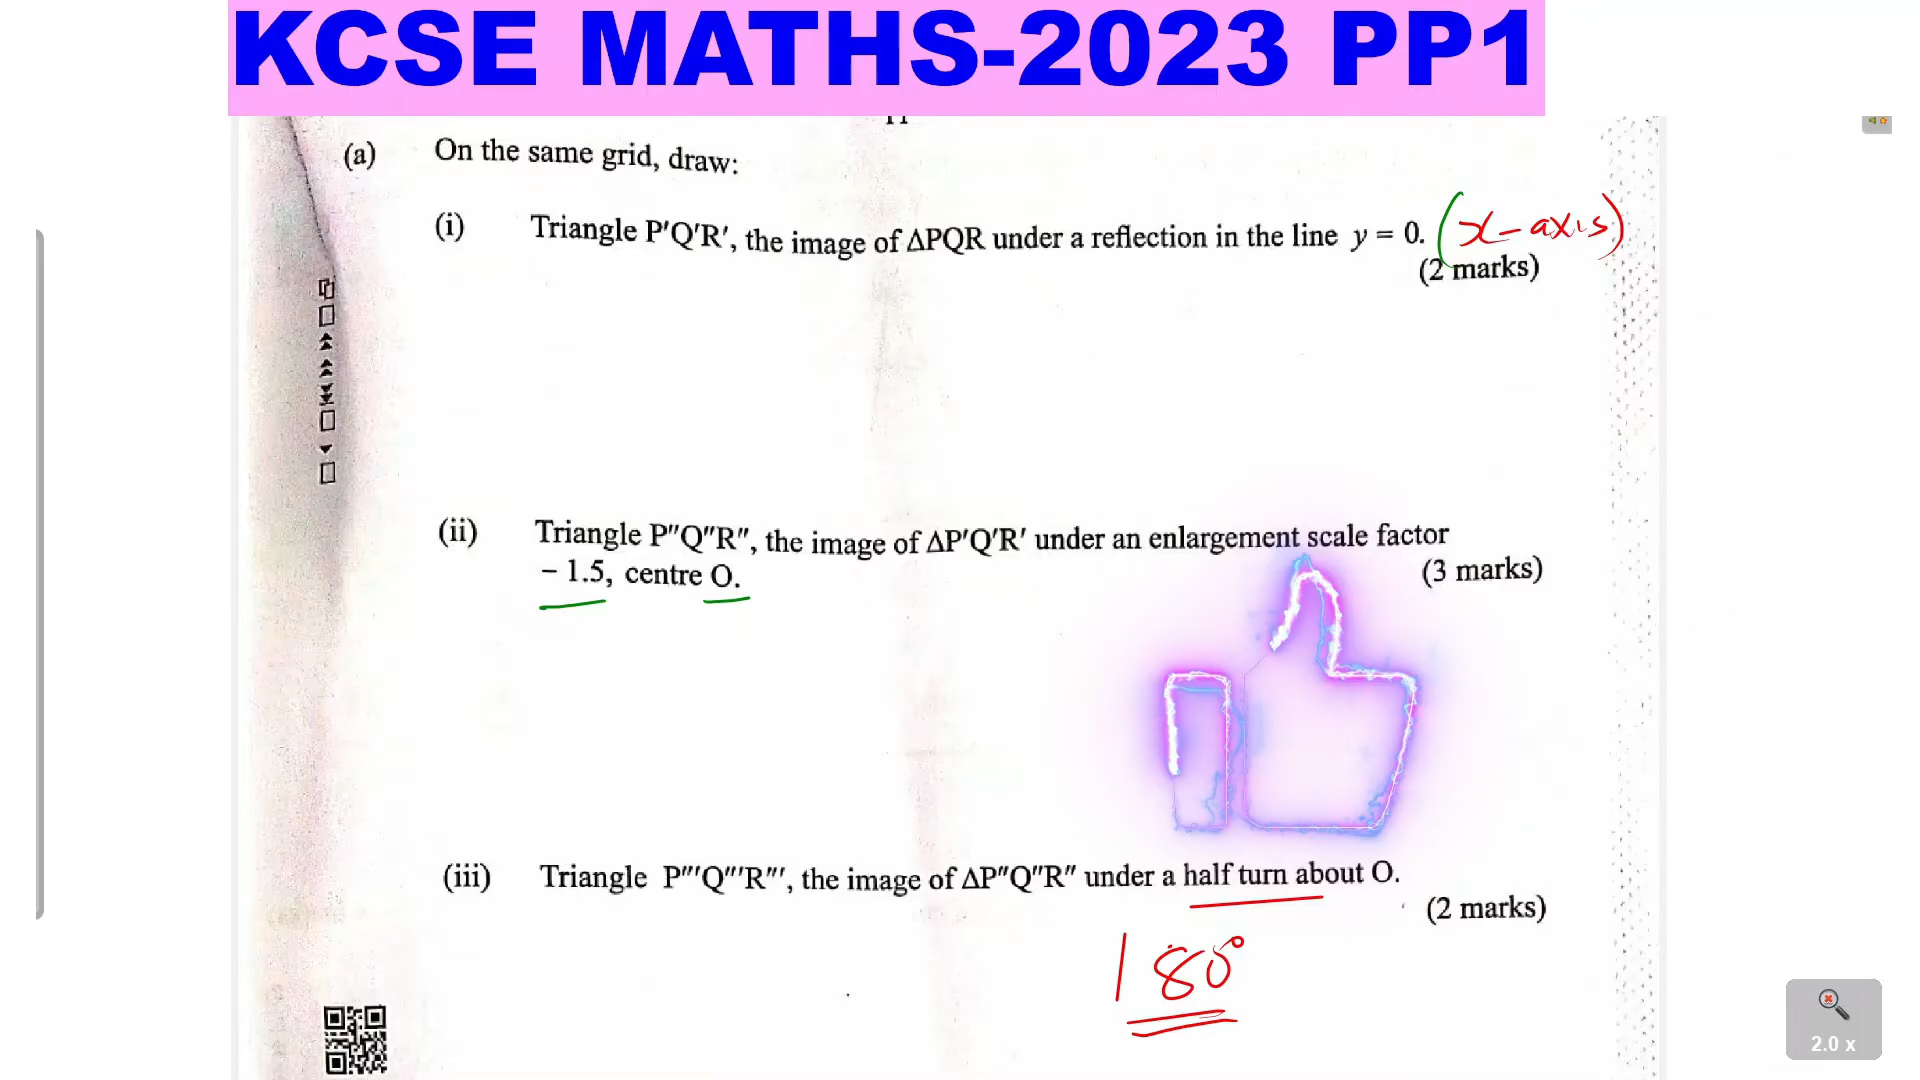 KCSE MATHS-2023 PP1
11
(a) On the same grid, draw:
(i) Triangle P′Q′R′, the image of ΔPQR under a reflection in the line y = 0. (x-axis)
(2 marks)
(ii) Triangle P″Q″R″, the image of ΔP′Q′R′ under an enlargement scale factor
− 1.5, centre O.
(3 marks)
(iii) Triangle P‴Q‴R‴, the image of ΔP″Q″R″ under a half turn about O.
(2 marks)
180°
2.0 x